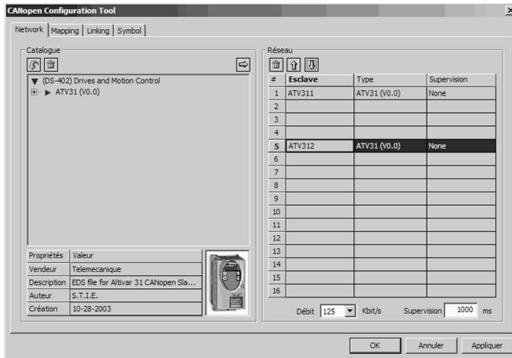 CANopen Configuration Tool
Network Mapping Linking Symbol
Catalogue
(DS-402) Drives and Motion Control
ATV31 (V0.0)
Propriétés Valeur
Vendeur Telemecanique
Description EDS file for Altivar 31 CANopen Sla...
Auteur S.T.I.E.
Création 10-28-2003
Réseau
# Esclave Type Supervision
1 ATV311 ATV31 (V0.0) None
2
3
4
5 ATV312 ATV31 (V0.0) None
6
7
8
9
10
11
12
13
14
15
16
Débit 125 Kbit/s Supervision 1000 ms
OK Annuler Appliquer